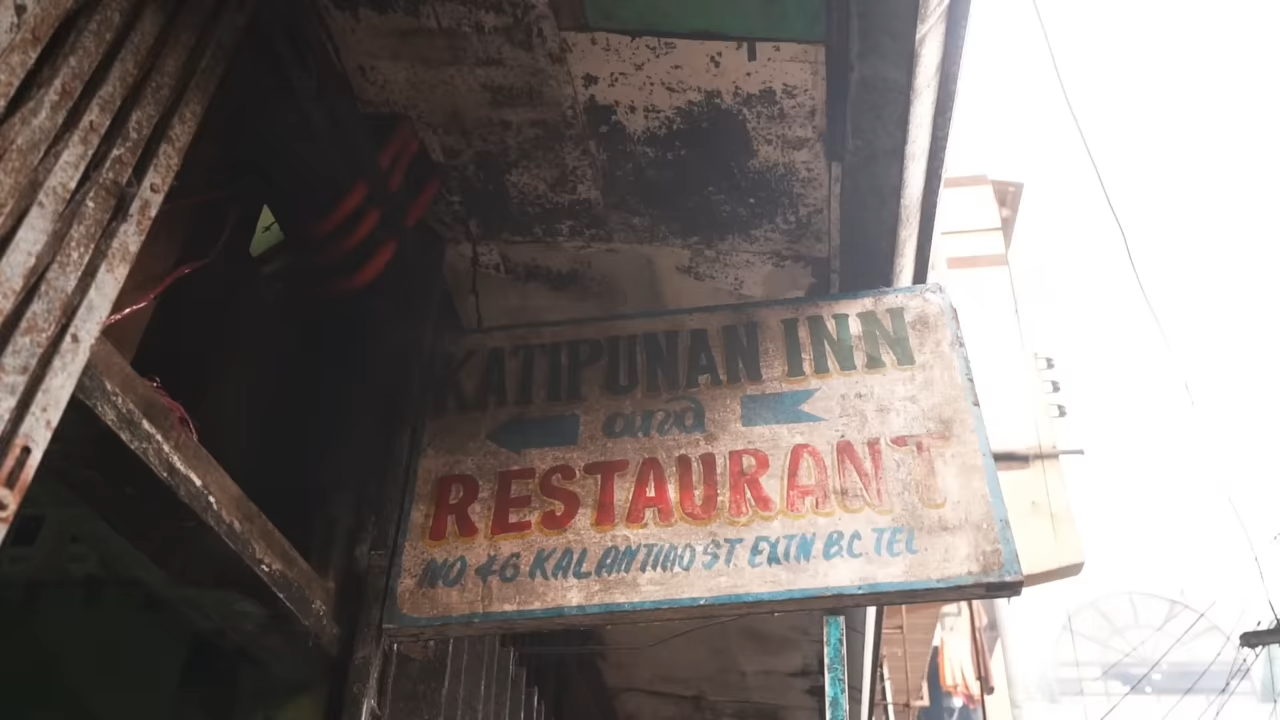 KATIPUNAN INN
and
RESTAURANT
NO. 46 KALANTIAO ST EXTN. B.C. TEL.